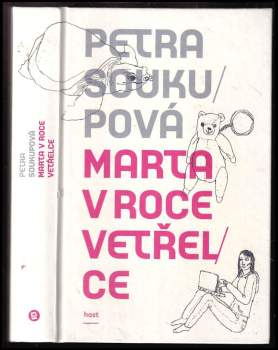 PETRA
SOUKUPOVÁ
MARTA V ROCE
VETŘELCE
PETRA
SOUKU/
POVÁ
MARTA
V ROCE
VETŘEL/
CE
host